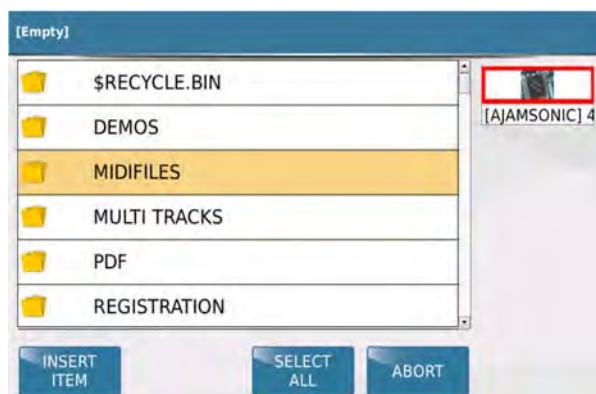 [Empty]
$RECYCLE.BIN
DEMOS
MIDIFILES
MULTI TRACKS
PDF
REGISTRATION
[AJAMSONIC] 4
INSERT
ITEM
SELECT
ALL
ABORT